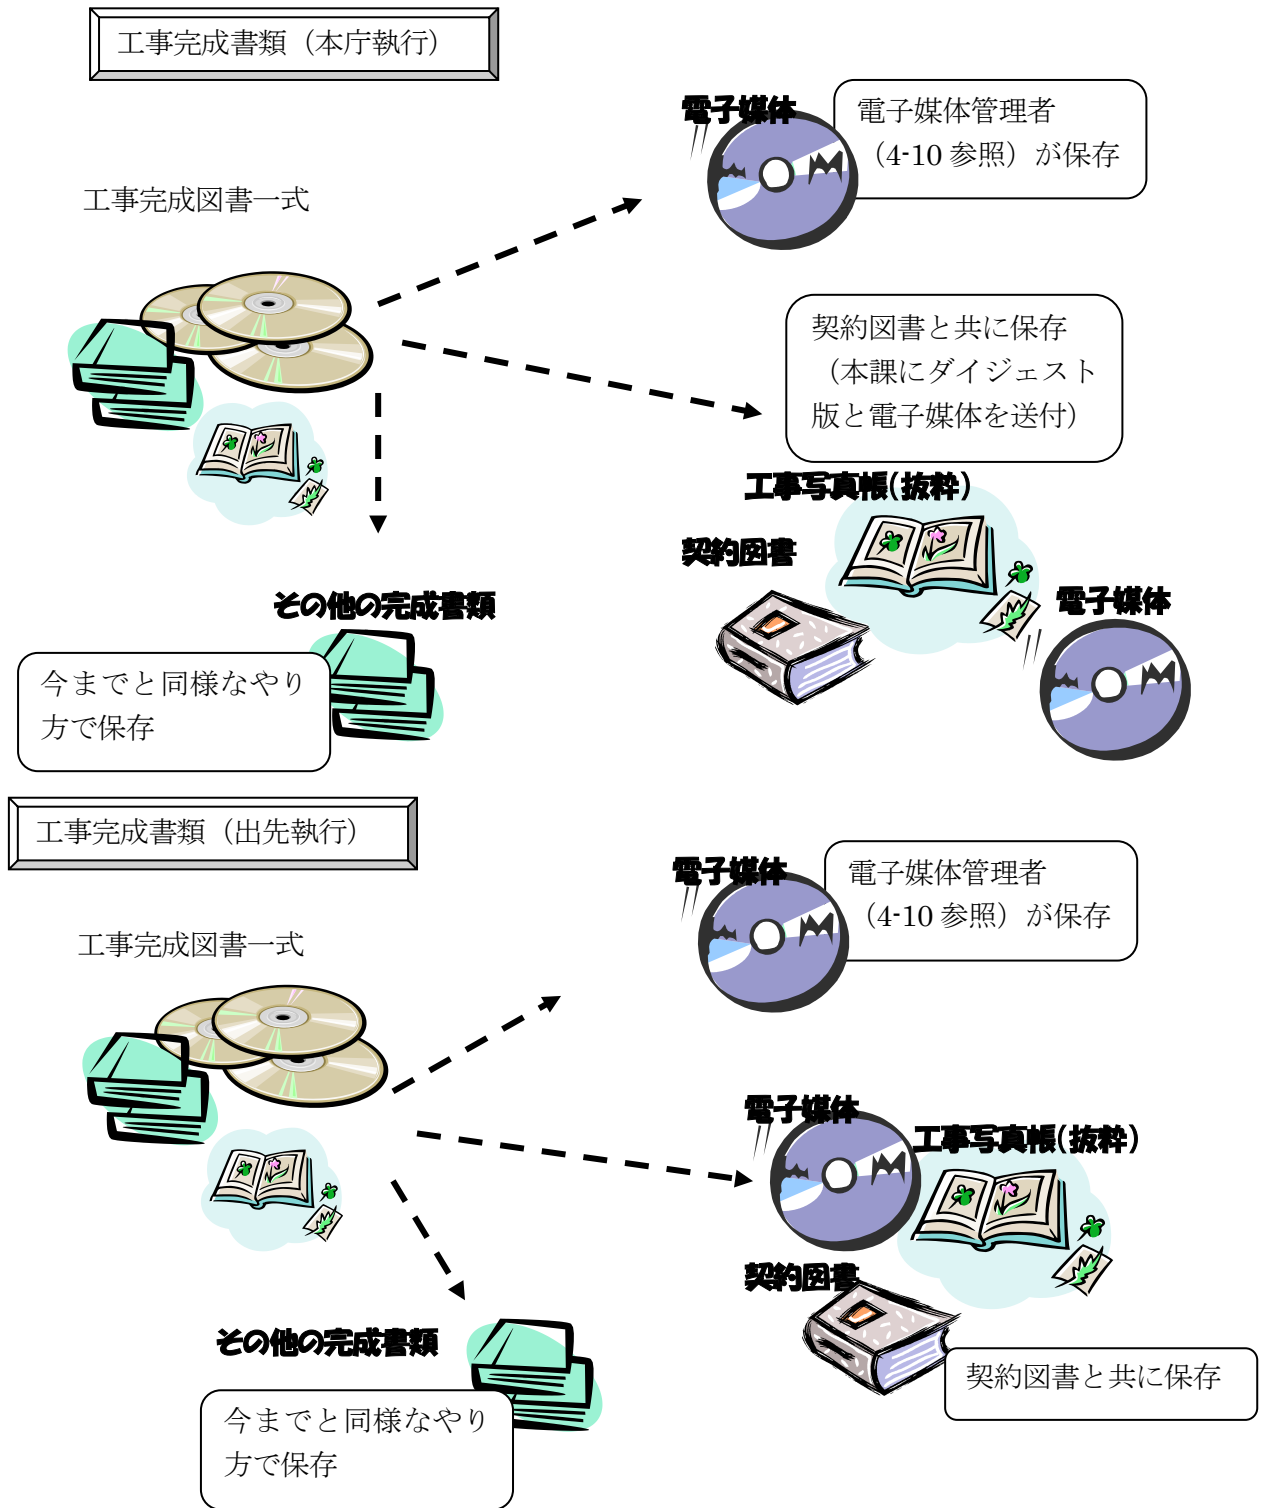 工事完成書類（本庁執行）
電子媒体
電子媒体管理者
（4-10 参照）が保存
工事完成図書一式
契約図書と共に保存
（本課にダイジェスト
版と電子媒体を送付）
工事写真帳(抜粋)
契約図書
電子媒体
その他の完成書類
今までと同様なやり
方で保存
工事完成書類（出先執行）
電子媒体
電子媒体管理者
（4-10 参照）が保存
工事完成図書一式
電子媒体
工事写真帳(抜粋)
契約図書
契約図書と共に保存
その他の完成書類
今までと同様なやり
方で保存